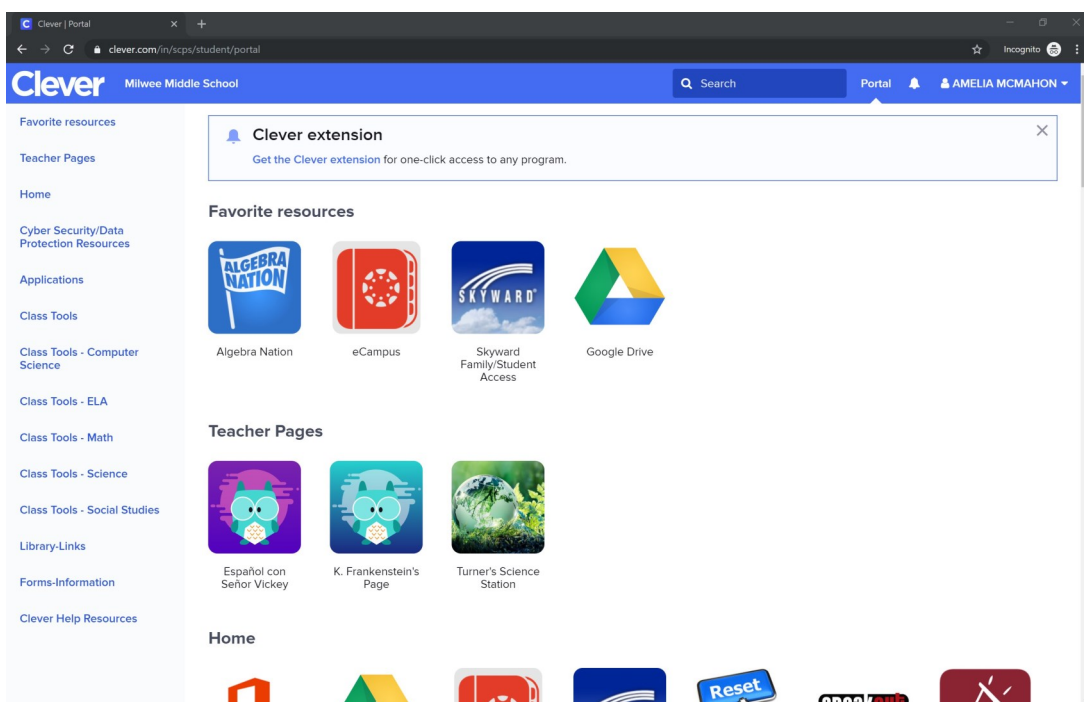 Clever | Portal
clever.com/in/scps/student/portal
Incognito
Clever
Milwee Middle School
Search
Portal
AMELIA MCMAHON
Favorite resources
Teacher Pages
Home
Cyber Security/Data
Protection Resources
Applications
Class Tools
Class Tools - Computer
Science
Class Tools - ELA
Class Tools - Math
Class Tools - Science
Class Tools - Social Studies
Library-Links
Forms-Information
Clever Help Resources
Clever extension
Get the Clever extension for one-click access to any program.
Favorite resources
ALGEBRA
NATION
SKYWARD
Algebra Nation
eCampus
Skyward
Family/Student
Access
Google Drive
Teacher Pages
Español con
Señor Vickey
K. Frankenstein's
Page
Turner's Science
Station
Home
Reset